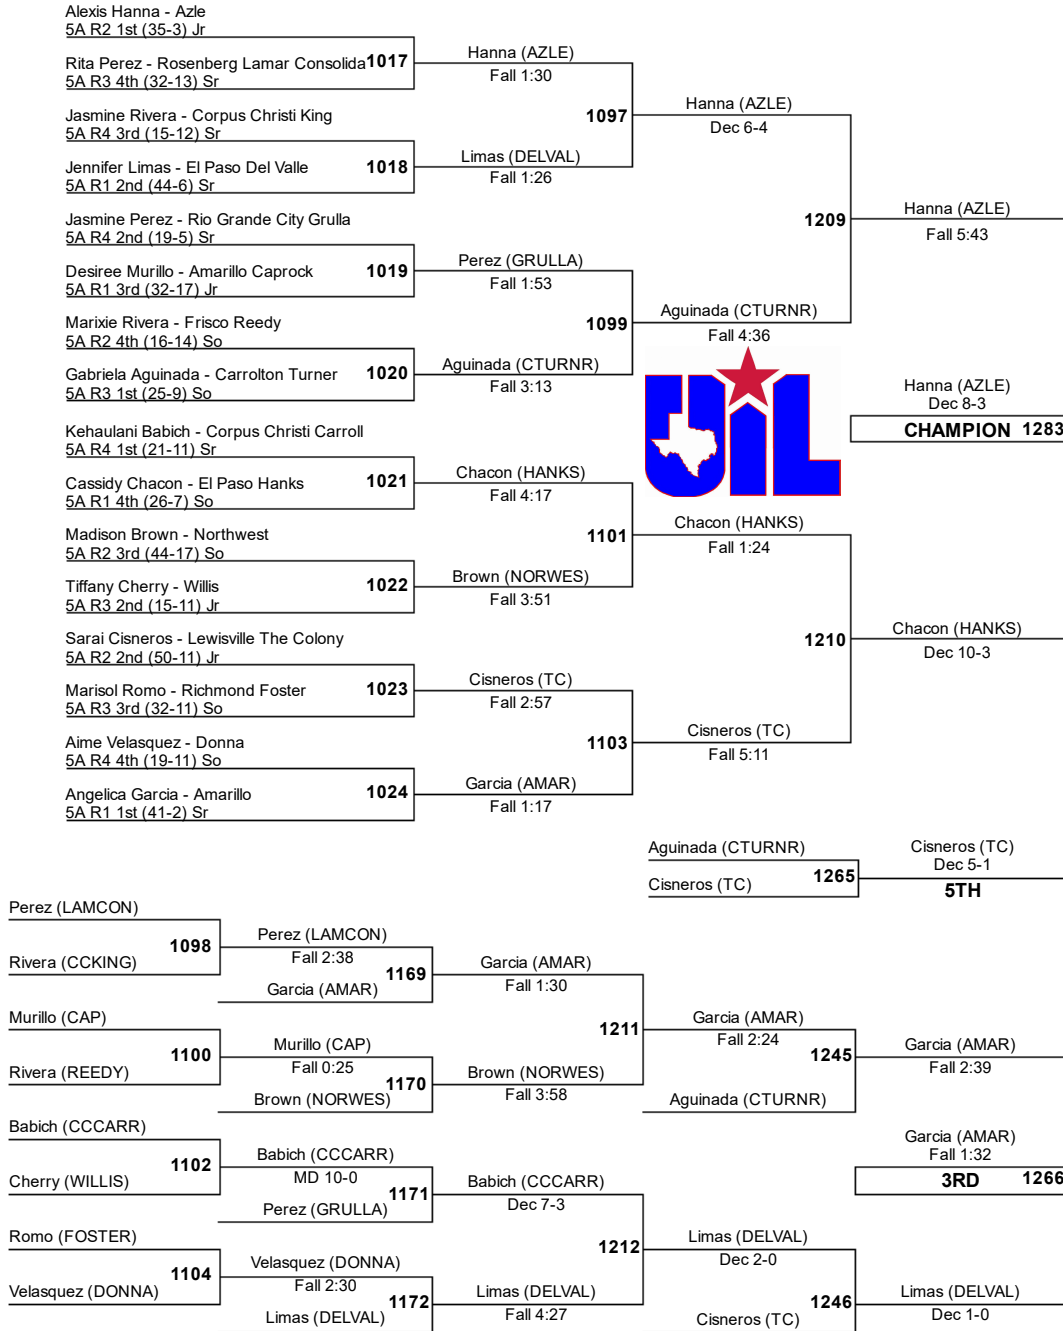 Alexis Hanna - Azle
5A R2 1st (35-3) Jr
Rita Perez - Rosenberg Lamar Consolida
5A R3 4th (32-13) Sr
1017
Jasmine Rivera - Corpus Christi King
5A R4 3rd (15-12) Sr
Jennifer Limas - El Paso Del Valle
5A R1 2nd (44-6) Sr
1018
Jasmine Perez - Rio Grande City Grulla
5A R4 2nd (19-5) Sr
Desiree Murillo - Amarillo Caprock
5A R1 3rd (32-17) Jr
1019
Marixie Rivera - Frisco Reedy
5A R2 4th (16-14) So
Gabriela Aguinada - Carrolton Turner
5A R3 1st (25-9) So
1020
Kehaulani Babich - Corpus Christi Carroll
5A R4 1st (21-11) Sr
Cassidy Chacon - El Paso Hanks
5A R1 4th (26-7) So
1021
Madison Brown - Northwest
5A R2 3rd (44-17) So
Tiffany Cherry - Willis
5A R3 2nd (15-11) Jr
1022
Sarai Cisneros - Lewisville The Colony
5A R2 2nd (50-11) Jr
Marisol Romo - Richmond Foster
5A R3 3rd (32-11) So
1023
Aime Velasquez - Donna
5A R4 4th (19-11) So
Angelica Garcia - Amarillo
5A R1 1st (41-2) Sr
1024
Hanna (AZLE)
Fall 1:30
1097
Limas (DELVAL)
Fall 1:26
Perez (GRULLA)
Fall 1:53
1099
Aguinada (CTURNR)
Fall 3:13
Chacon (HANKS)
Fall 4:17
1101
Brown (NORWES)
Fall 3:51
Cisneros (TC)
Fall 2:57
1103
Garcia (AMAR)
Fall 1:17
Hanna (AZLE)
Dec 6-4
1209
Aguinada (CTURNR)
Fall 4:36
UIL
Chacon (HANKS)
Fall 1:24
1210
Cisneros (TC)
Fall 5:11
Hanna (AZLE)
Fall 5:43
Hanna (AZLE)
Dec 8-3
CHAMPION 1283
Chacon (HANKS)
Dec 10-3
Aguinada (CTURNR)
1265
Cisneros (TC)
Cisneros (TC)
Dec 5-1
5TH
Perez (LAMCON)
1098
Rivera (CCKING)
Murillo (CAP)
1100
Rivera (REEDY)
Babich (CCCARR)
1102
Cherry (WILLIS)
Romo (FOSTER)
1104
Velasquez (DONNA)
Perez (LAMCON)
Fall 2:38
1169
Garcia (AMAR)
Murillo (CAP)
Fall 0:25
1170
Brown (NORWES)
Babich (CCCARR)
MD 10-0
1171
Perez (GRULLA)
Velasquez (DONNA)
Fall 2:30
1172
Limas (DELVAL)
Garcia (AMAR)
Fall 1:30
1211
Brown (NORWES)
Fall 3:58
Babich (CCCARR)
Dec 7-3
1212
Limas (DELVAL)
Fall 4:27
Garcia (AMAR)
Fall 2:24
1245
Aguinada (CTURNR)
Limas (DELVAL)
Dec 2-0
1246
Cisneros (TC)
Garcia (AMAR)
Fall 2:39
Garcia (AMAR)
Fall 1:32
3RD 1266
Limas (DELVAL)
Dec 1-0